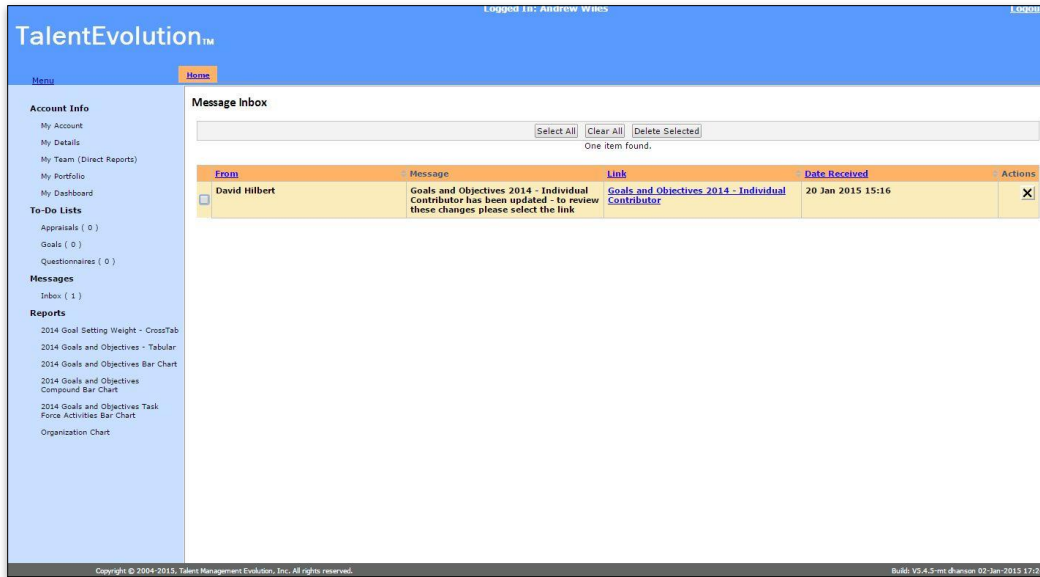 Logged In: Andrew Wiles
Logout
TalentEvolution™
Menu
Home
Account Info
My Account
My Details
My Team (Direct Reports)
My Portfolio
My Dashboard
To-Do Lists
Appraisals ( 0 )
Goals ( 0 )
Questionnaires ( 0 )
Messages
Inbox ( 1 )
Reports
2014 Goal Setting Weight - CrossTab
2014 Goals and Objectives - Tabular
2014 Goals and Objectives Bar Chart
2014 Goals and Objectives
Compound Bar Chart
2014 Goals and Objectives Task
Force Activities Bar Chart
Organization Chart
Message Inbox
Select All Clear All Delete Selected
One item found.
From Message Link Date Received Actions
David Hilbert
Goals and Objectives 2014 - Individual
Contributor has been updated - to review
these changes please select the link
Goals and Objectives 2014 - Individual
Contributor
20 Jan 2015 15:16
X
Copyright © 2004-2015, Talent Management Evolution, Inc. All rights reserved.
Build: V5.4.5-mt dhanson 02-Jan-2015